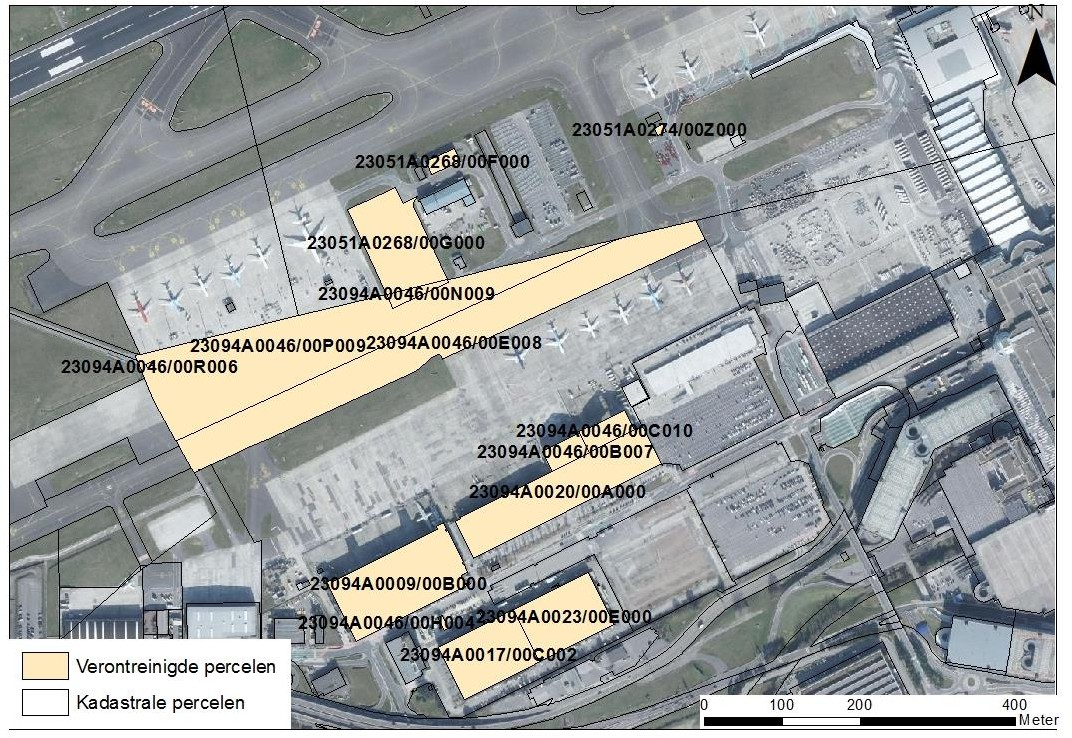 N
23051A0274/00Z000
23051A0268/00F000
23051A0268/00G000
23094A0046/00N009
23094A0046/00P009
23094A0046/00E008
23094A0046/00R006
23094A0046/00C010
23094A0046/00B007
23094A0020/00A000
23094A0009/00B000
23094A0046/00H004
23094A0023/00E000
23094A0017/00C002
Verontreinigde percelen
Kadastrale percelen
0 100 200 400
Meter